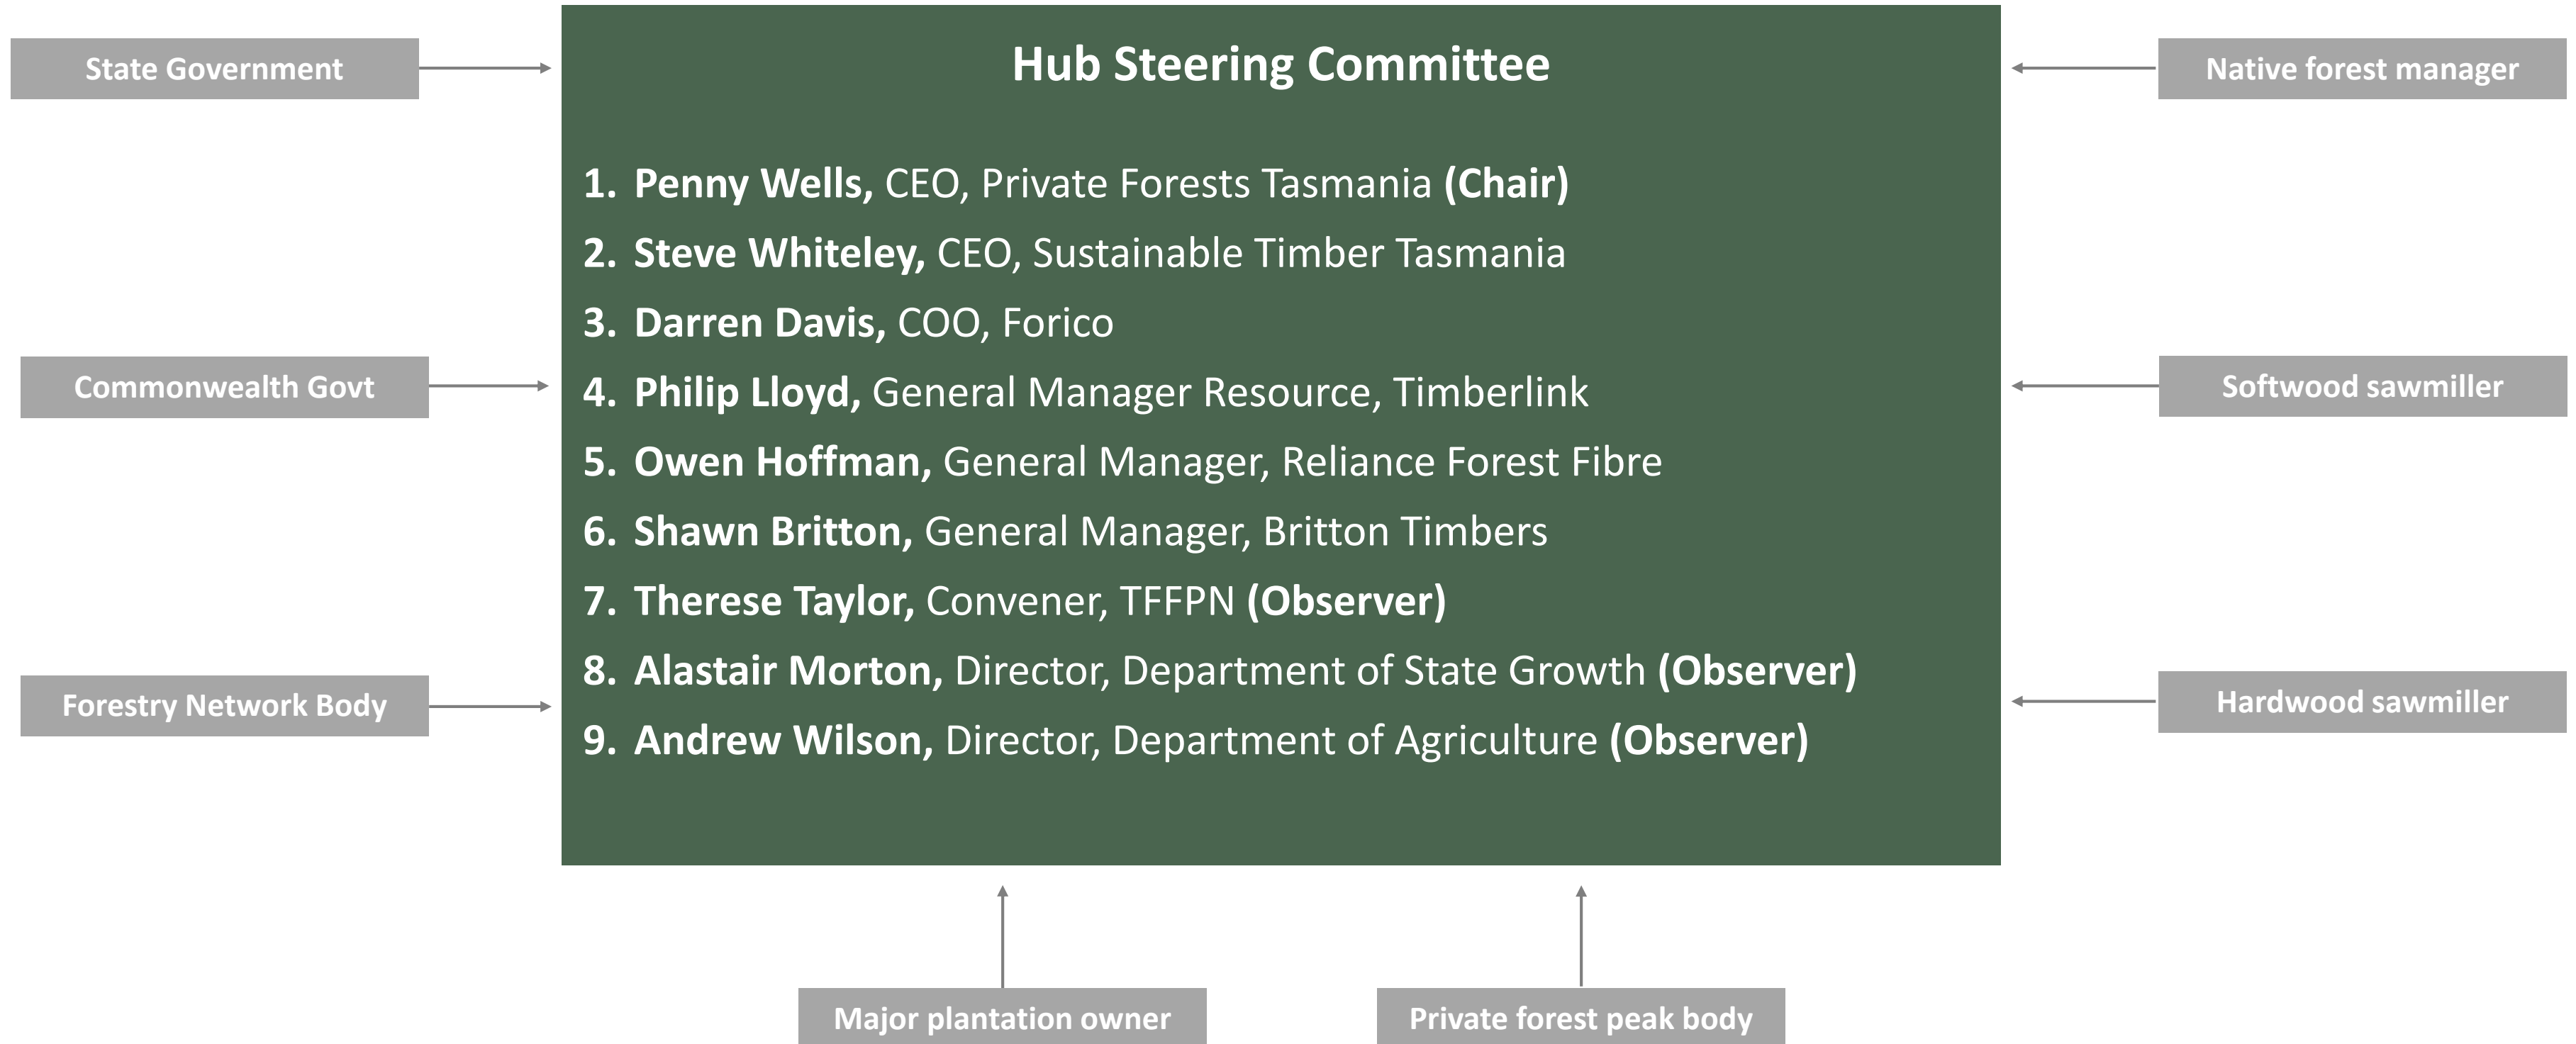 Hub Steering Committee
State Government
Native forest manager
1. Penny Wells, CEO, Private Forests Tasmania (Chair)
2. Steve Whiteley, CEO, Sustainable Timber Tasmania
3. Darren Davis, COO, Forico
Commonwealth Govt
4. Philip Lloyd, General Manager Resource, Timberlink
Softwood sawmiller
5. Owen Hoffman, General Manager, Reliance Forest Fibre
6. Shawn Britton, General Manager, Britton Timbers
7. Therese Taylor, Convener, TFFPN (Observer)
8. Alastair Morton, Director, Department of State Growth (Observer)
Forestry Network Body
Hardwood sawmiller
9. Andrew Wilson, Director, Department of Agriculture (Observer)
Major plantation owner
Private forest peak body